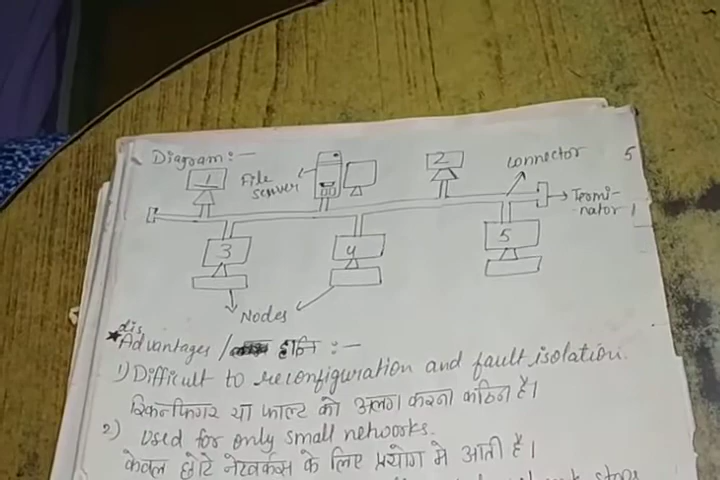 Diagram:-
5
1
File
server
2
connector
Termi-
nator
3
4
5
Nodes
dis
*Advantages / हानि :-
1) Difficult to reconfiguration and fault isolation.
रिकन्फिगर या फाल्ट को अलग करना कठिन है।
2) Used for only small networks.
केवल छोटे नेटवर्कस के लिए प्रयोग मे आती है।
stops